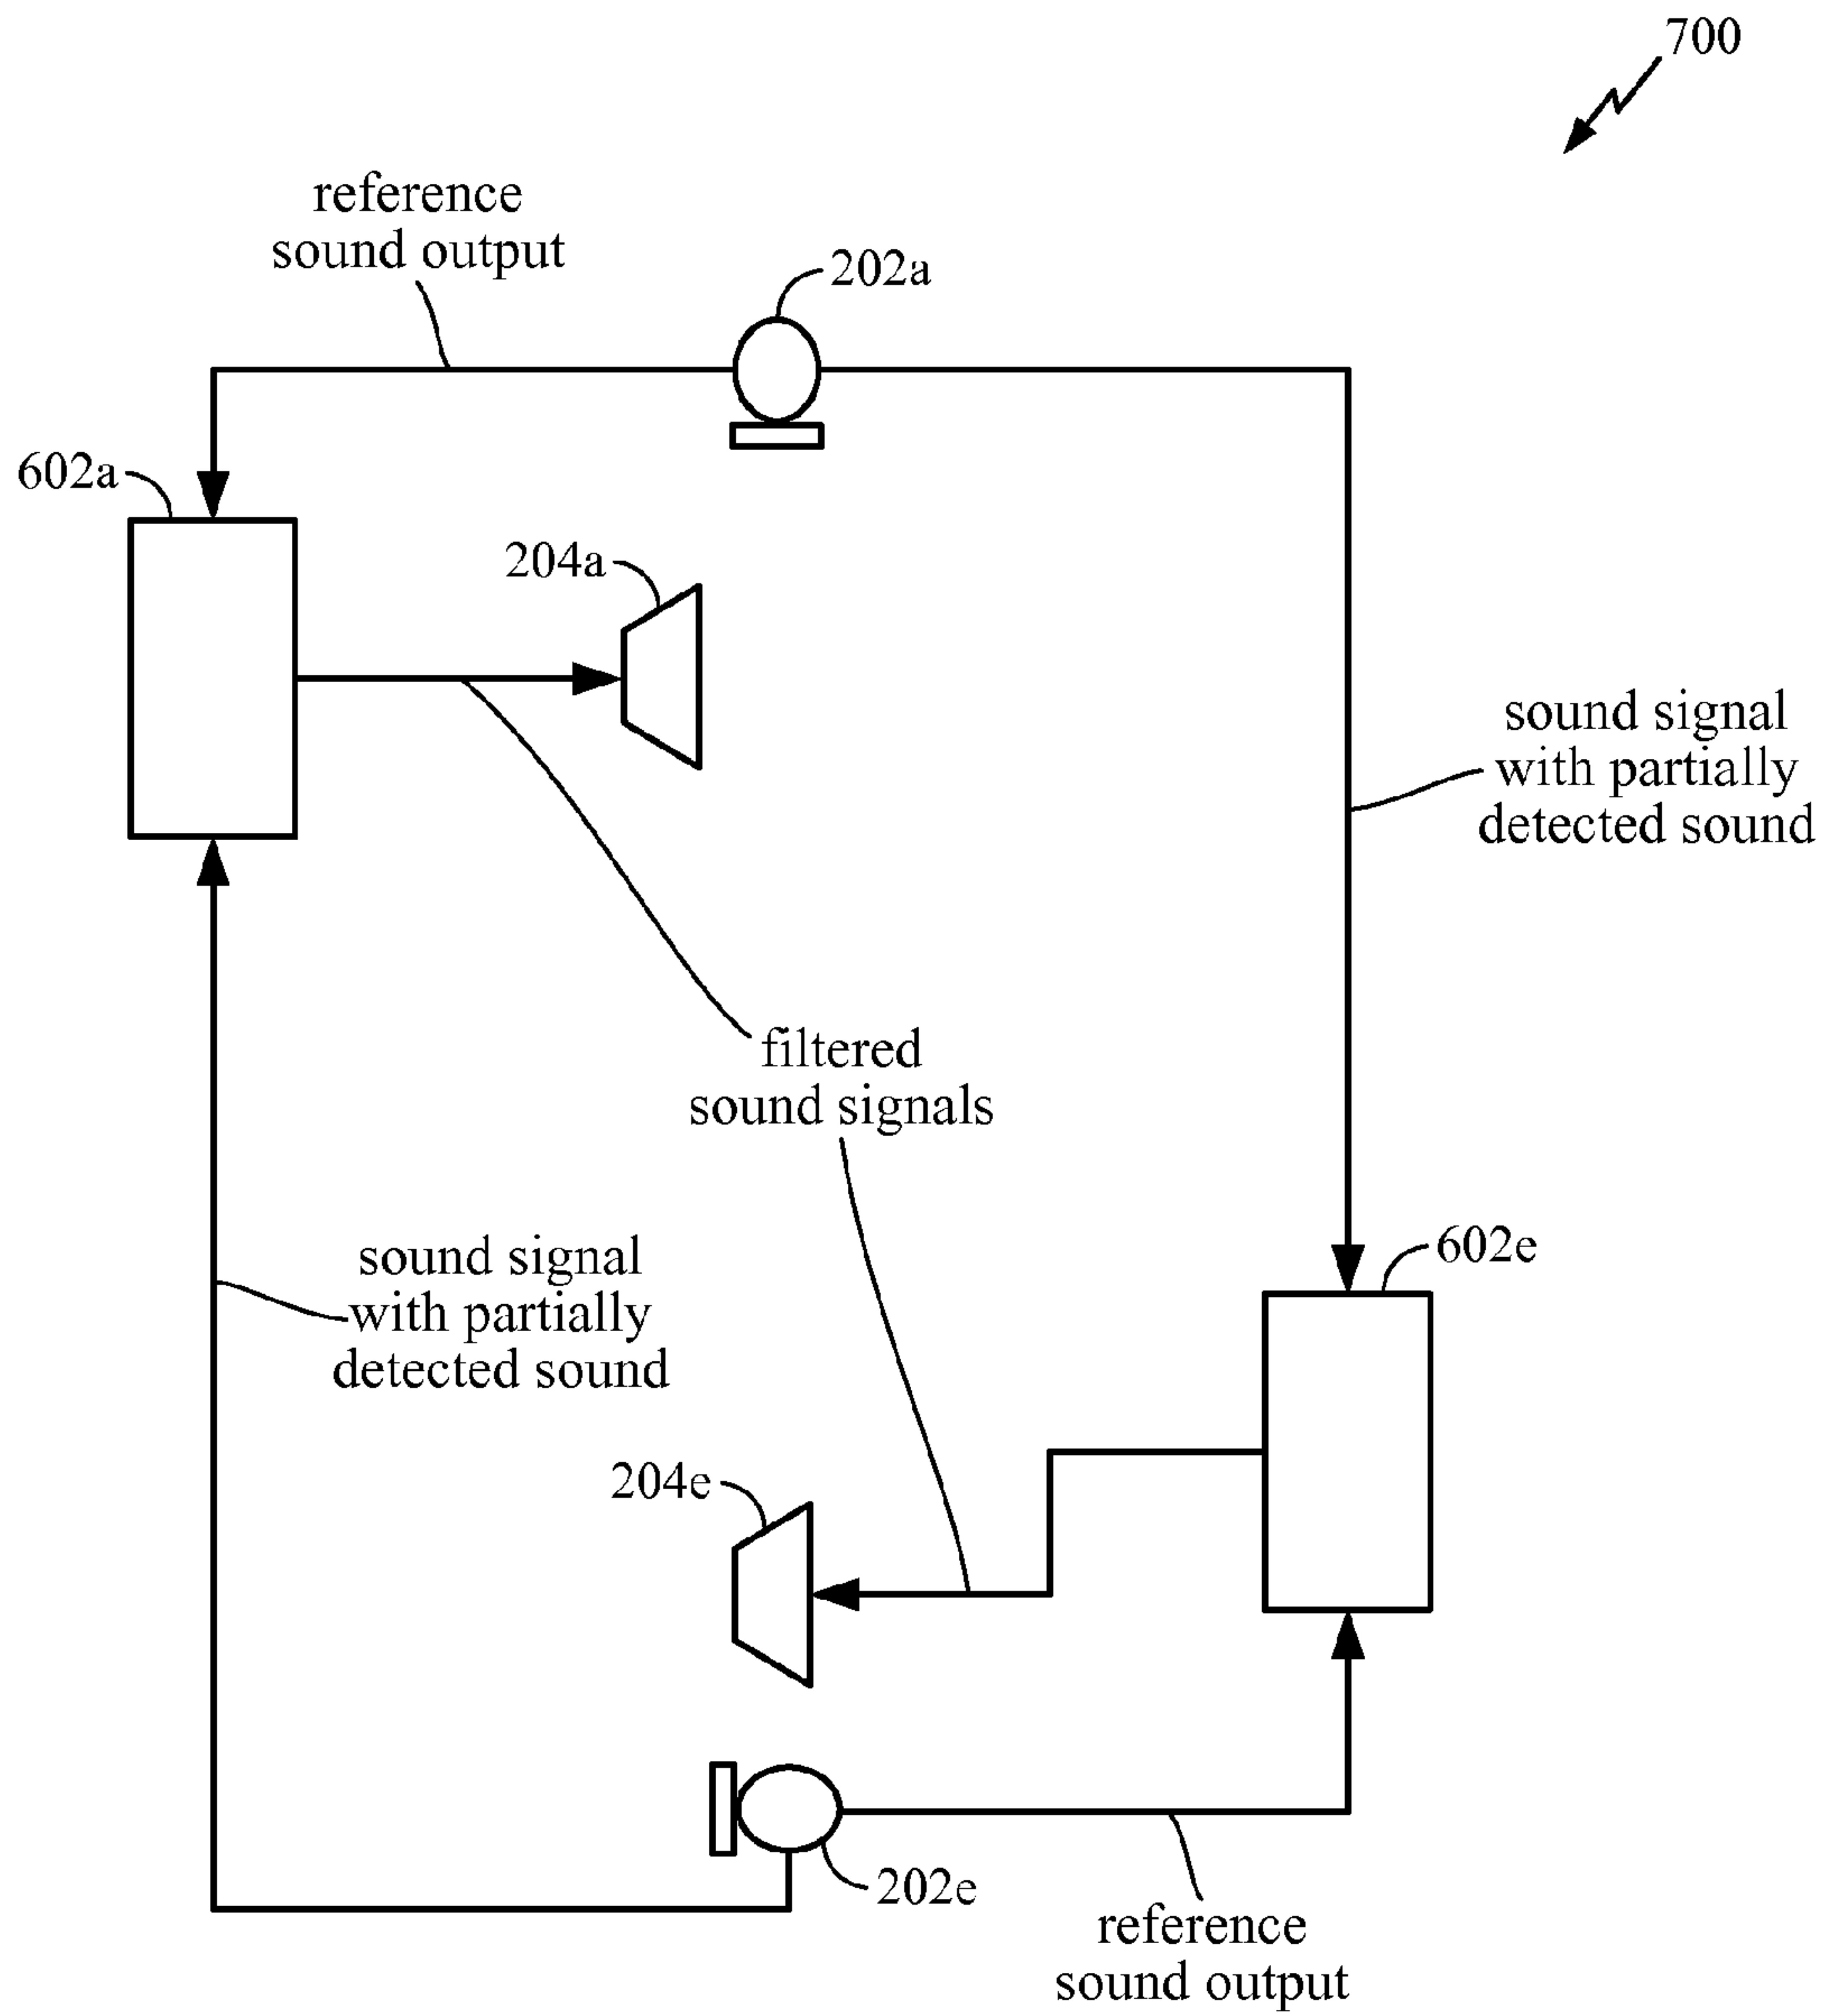 700
reference
sound output
202a
602a
204a
sound signal
with partially
detected sound
filtered
sound signals
602e
sound signal
with partially
detected sound
204e
202e
reference
sound output